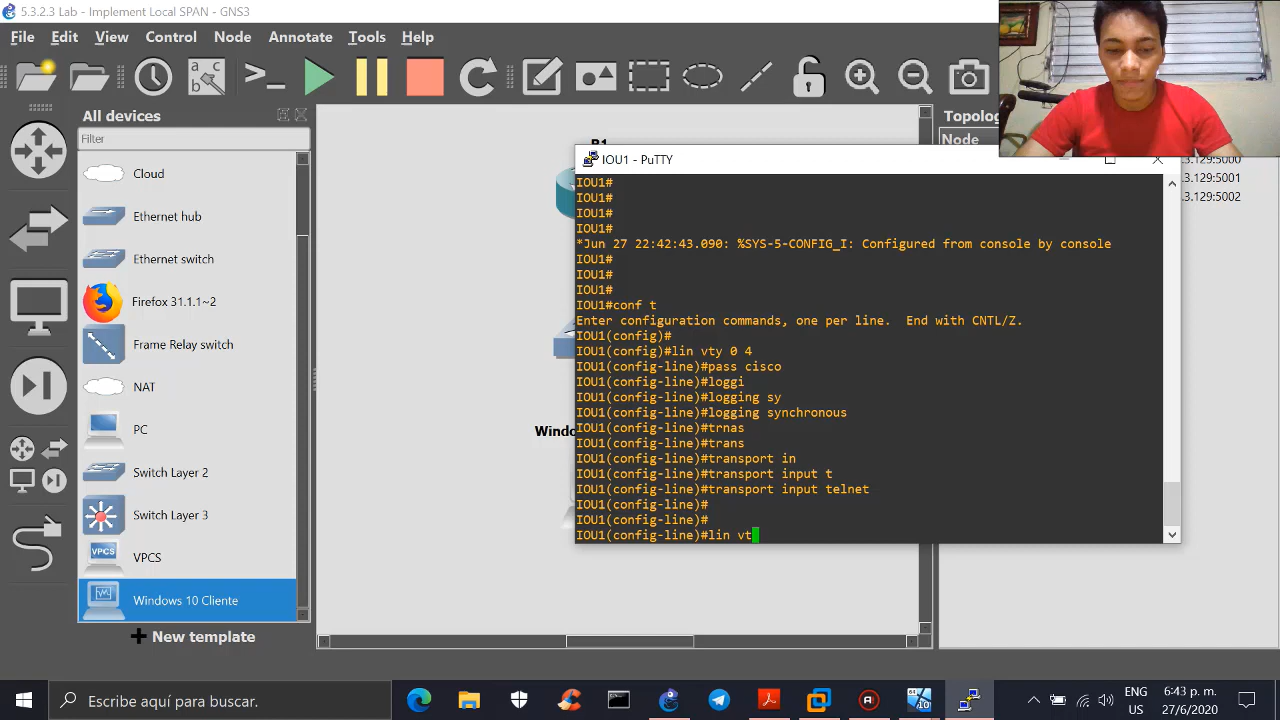 5.3.2.3 Lab - Implement Local SPAN - GNS3
File Edit View Control Node Annotate Tools Help
All devices
Filter
Cloud
Ethernet hub
Ethernet switch
Firefox 31.1.1~2
Frame Relay switch
NAT
PC
Switch Layer 2
Switch Layer 3
VPCS
VPCS
Windows 10 Cliente
New template
Windo
Topolo
Node
.3.129:5000
.3.129:5001
.3.129:5002
IOU1 - PuTTY
IOU1#
IOU1#
IOU1#
IOU1#
*Jun 27 22:42:43.090: %SYS-5-CONFIG_I: Configured from console by console
IOU1#
IOU1#
IOU1#
IOU1#conf t
Enter configuration commands, one per line.  End with CNTL/Z.
IOU1(config)#
IOU1(config)#lin vty 0 4
IOU1(config-line)#pass cisco
IOU1(config-line)#loggi
IOU1(config-line)#logging sy
IOU1(config-line)#logging synchronous
IOU1(config-line)#trnas
IOU1(config-line)#trans
IOU1(config-line)#transport in
IOU1(config-line)#transport input t
IOU1(config-line)#transport input telnet
IOU1(config-line)#
IOU1(config-line)#
IOU1(config-line)#lin vt
Escribe aquí para buscar.
ENG
US
6:43 p. m.
27/6/2020